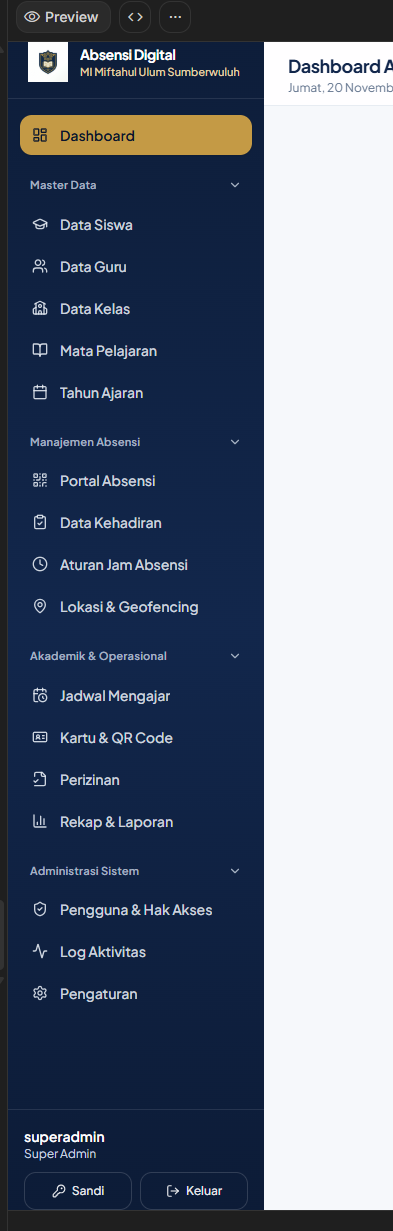 Preview
Absensi Digital
MI Miftahul Ulum Sumberwuluh
Dashboard A
Jumat, 20 Novemb
Dashboard
Master Data
Data Siswa
Data Guru
Data Kelas
Mata Pelajaran
Tahun Ajaran
Manajemen Absensi
Portal Absensi
Data Kehadiran
Aturan Jam Absensi
Lokasi & Geofencing
Akademik & Operasional
Jadwal Mengajar
Kartu & QR Code
Perizinan
Rekap & Laporan
Administrasi Sistem
Pengguna & Hak Akses
Log Aktivitas
Pengaturan
superadmin
Super Admin
Sandi
Keluar